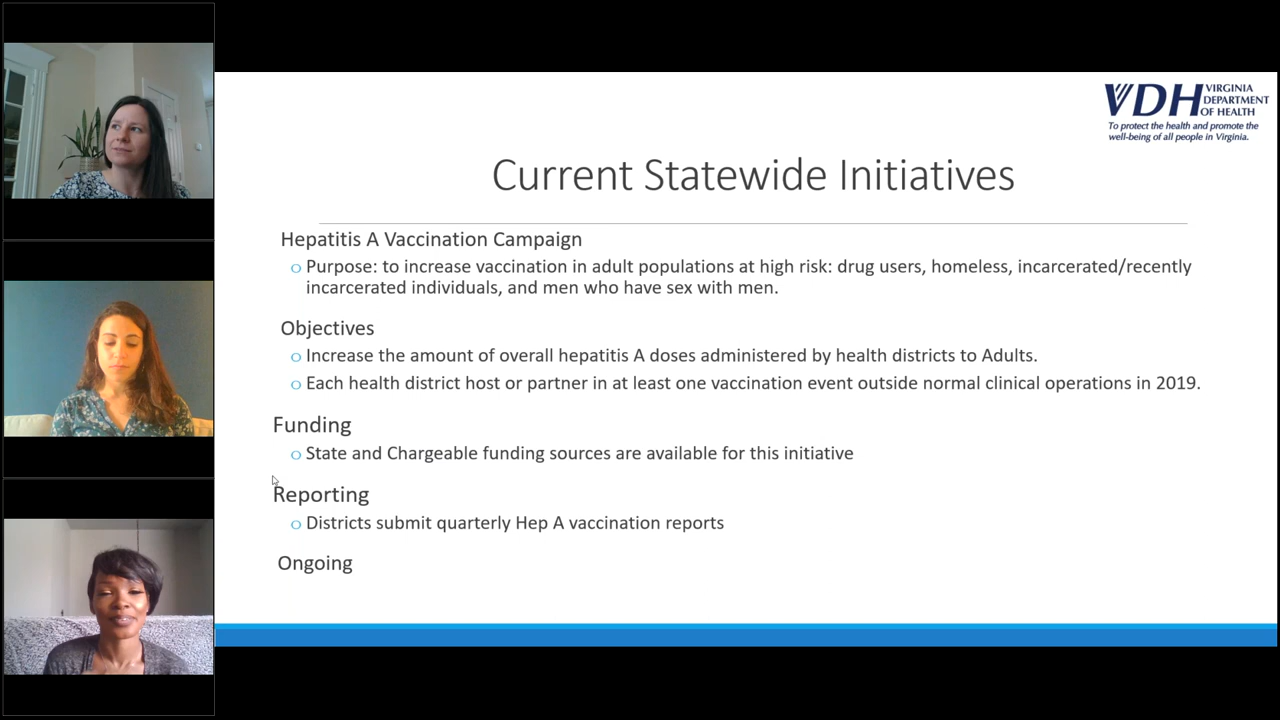 VDH VIRGINIA
DEPARTMENT
OF HEALTH
To protect the health and promote the
well-being of all people in Virginia.
Current Statewide Initiatives
Hepatitis A Vaccination Campaign
o Purpose: to increase vaccination in adult populations at high risk: drug users, homeless, incarcerated/recently
incarcerated individuals, and men who have sex with men.
Objectives
o Increase the amount of overall hepatitis A doses administered by health districts to Adults.
o Each health district host or partner in at least one vaccination event outside normal clinical operations in 2019.
Funding
o State and Chargeable funding sources are available for this initiative
Reporting
o Districts submit quarterly Hep A vaccination reports
Ongoing